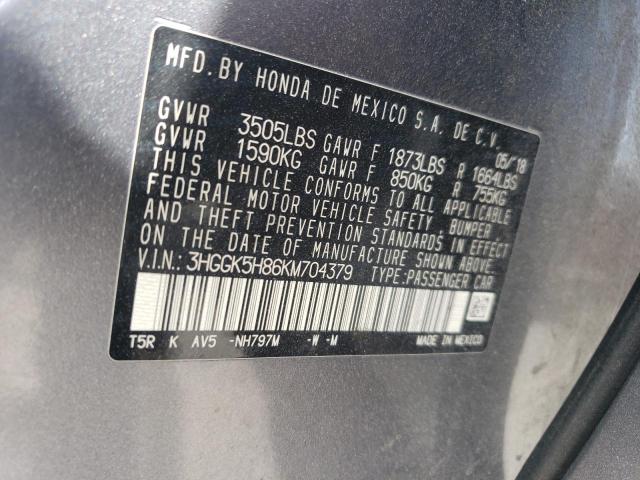 MFD. BY HONDA DE MEXICO S.A. DE C.V. 05/18
GVWR 3505LBS GAWR F 1873LBS R 1664LBS
GVWR 1590KG GAWR F 850KG R 755KG
THIS VEHICLE CONFORMS TO ALL APPLICABLE
FEDERAL MOTOR VEHICLE SAFETY, BUMPER,
AND THEFT PREVENTION STANDARDS IN EFFECT
ON THE DATE OF MANUFACTURE SHOWN ABOVE.
V.I.N.: 3HGGK5H86KM704379 TYPE:PASSENGER CAR
T5R K AV5 -NH797M -W -M MADE IN MEXICO